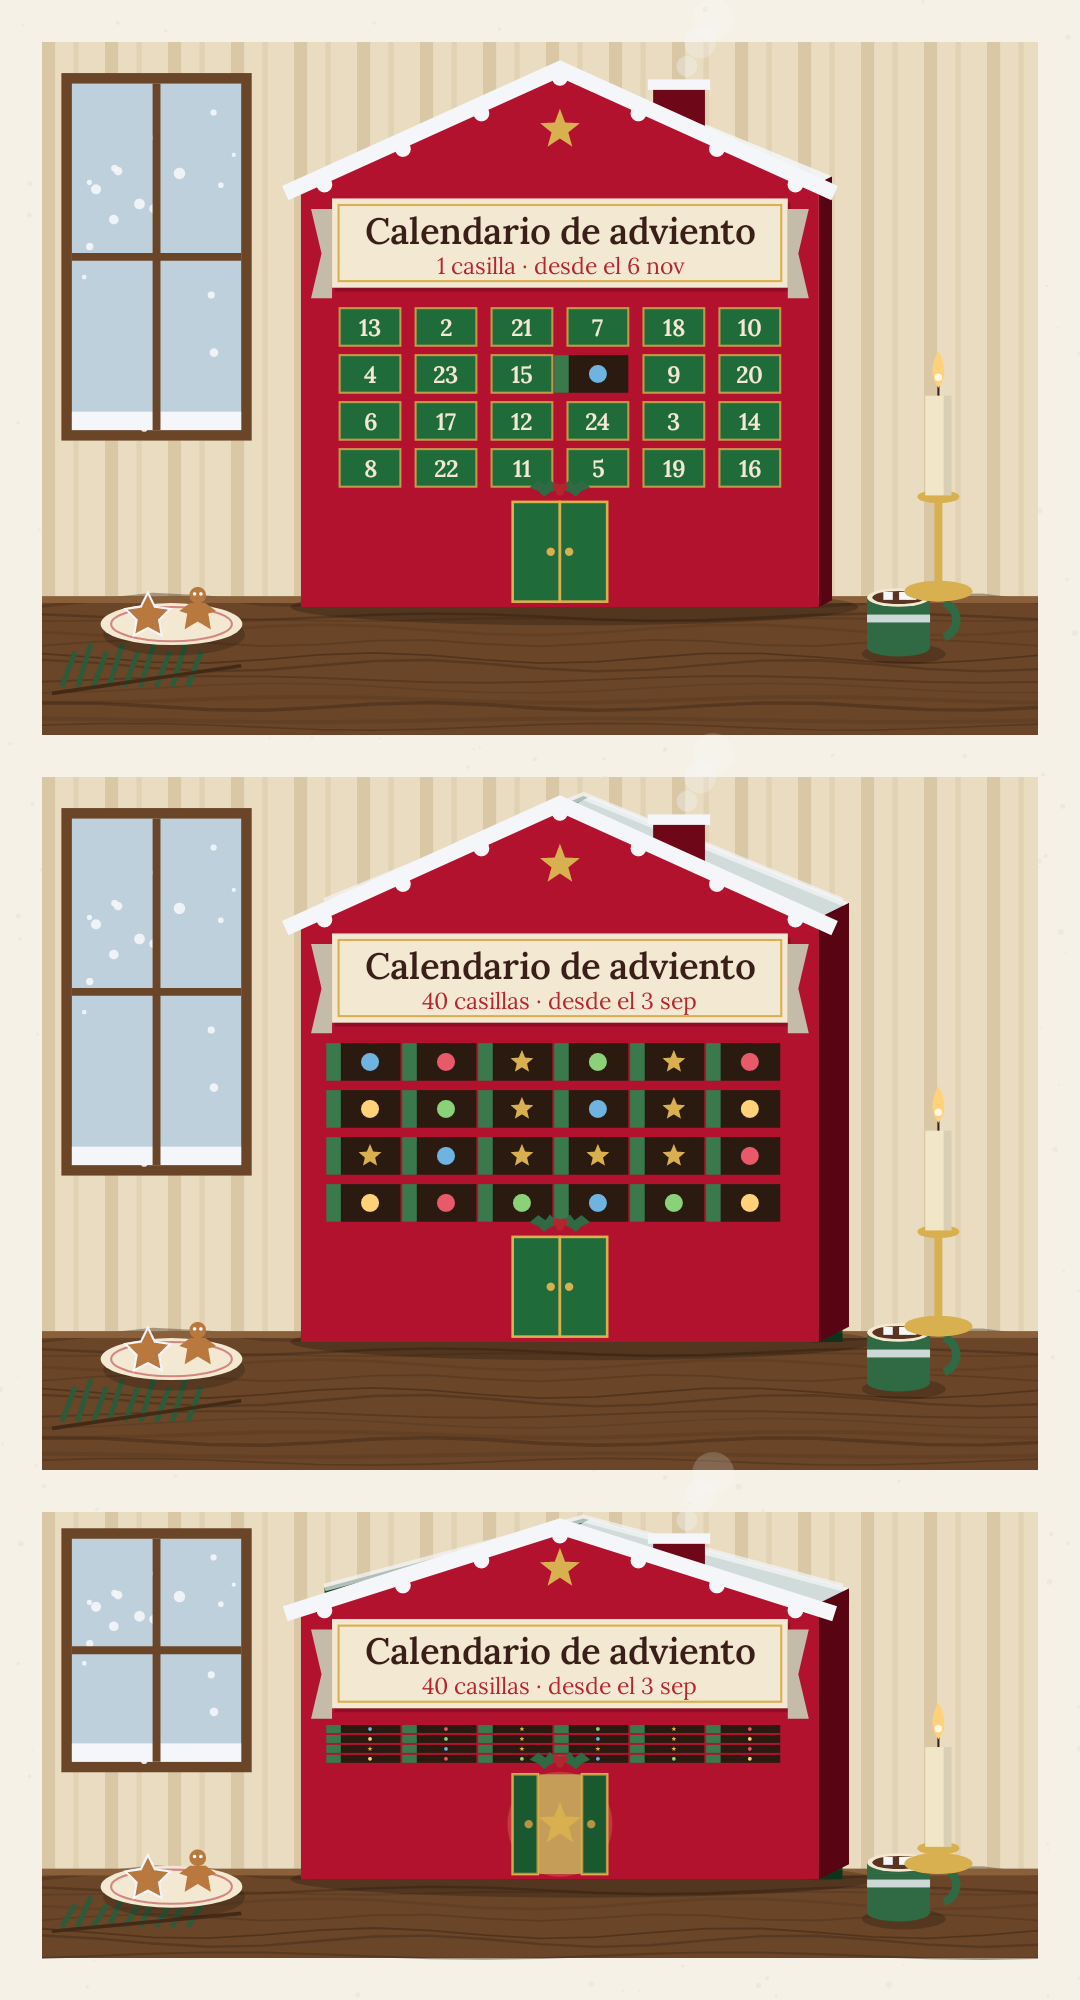 Calendario de adviento
1 casilla · desde el 6 nov
13 2 21 7 18 10
4 23 15 9 20
6 17 12 24 3 14
8 22 11 5 19 16
Calendario de adviento
40 casillas · desde el 3 sep
Calendario de adviento
40 casillas · desde el 3 sep